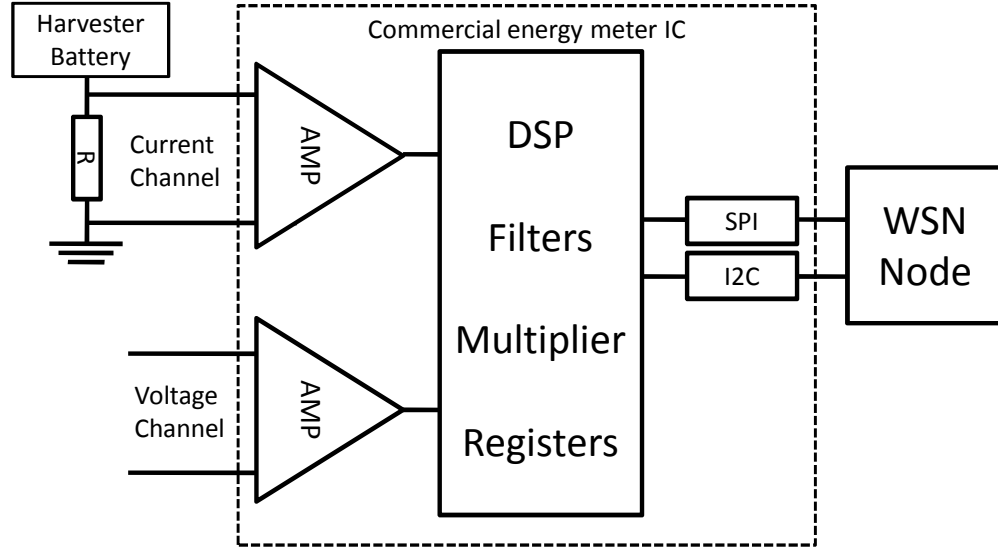 Harvester
Battery
Commercial energy meter IC
R
Current
Channel
AMP
DSP
Filters
Multiplier
Registers
SPI
I2C
WSN
Node
Voltage
Channel
AMP